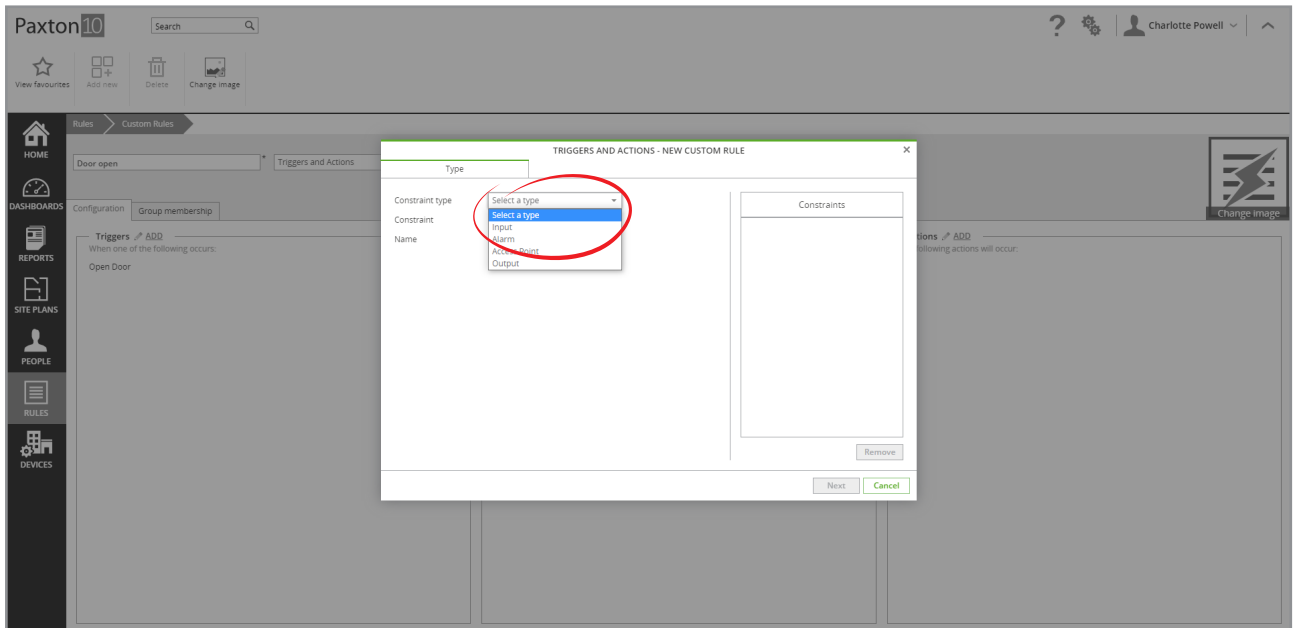 Paxton10
Search
Charlotte Powell
View favourites
Add new
Delete
Change image
Rules
Custom Rules
HOME
DASHBOARDS
REPORTS
SITE PLANS
PEOPLE
RULES
DEVICES
Door open
*
Triggers and Actions
Change image
Configuration
Group membership
Triggers ADD
When one of the following occurs:
Open Door
tions ADD
ollowing actions will occur:
TRIGGERS AND ACTIONS - NEW CUSTOM RULE
Type
Constraint type
Select a type
Constraint
Name
Select a type
Input
Alarm
Access Point
Output
Constraints
Remove
Next
Cancel